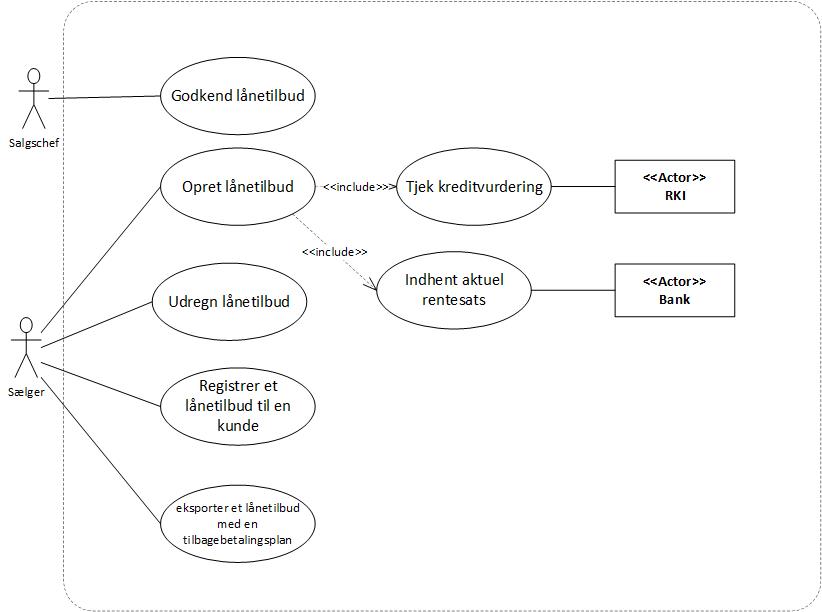 Godkend lånetilbud
Salgschef
Opret lånetilbud
<<include>>
Tjek kreditvurdering
<<Actor>>
RKI
<<include>>
Indhent aktuel
rentesats
<<Actor>>
Bank
Udregn lånetilbud
Sælger
Registrer et
lånetilbud til en
kunde
eksporter et lånetilbud
med en
tilbagebetalingsplan